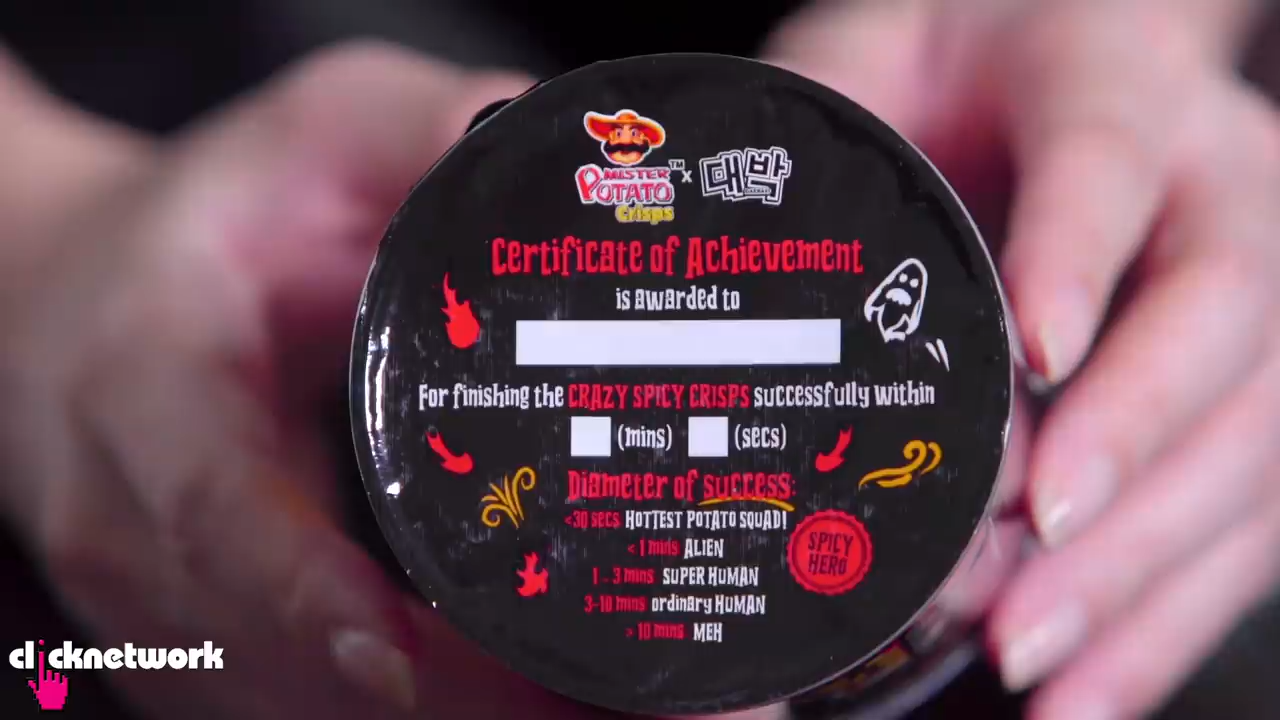 MISTER POTATO Crisps™ x 대박
Certificate of Achievement
is awarded to
For finishing the CRAZY SPICY CRISPS successfully within
(mins) (secs)
Diameter of success:
<30 secs HOTTEST POTATO SQUAD!
< 1 mins ALIEN
1 - 3 mins SUPER HUMAN
3-10 mins ordinary HUMAN
> 10 mins MEH
SPICY
HERO
clicknetwork